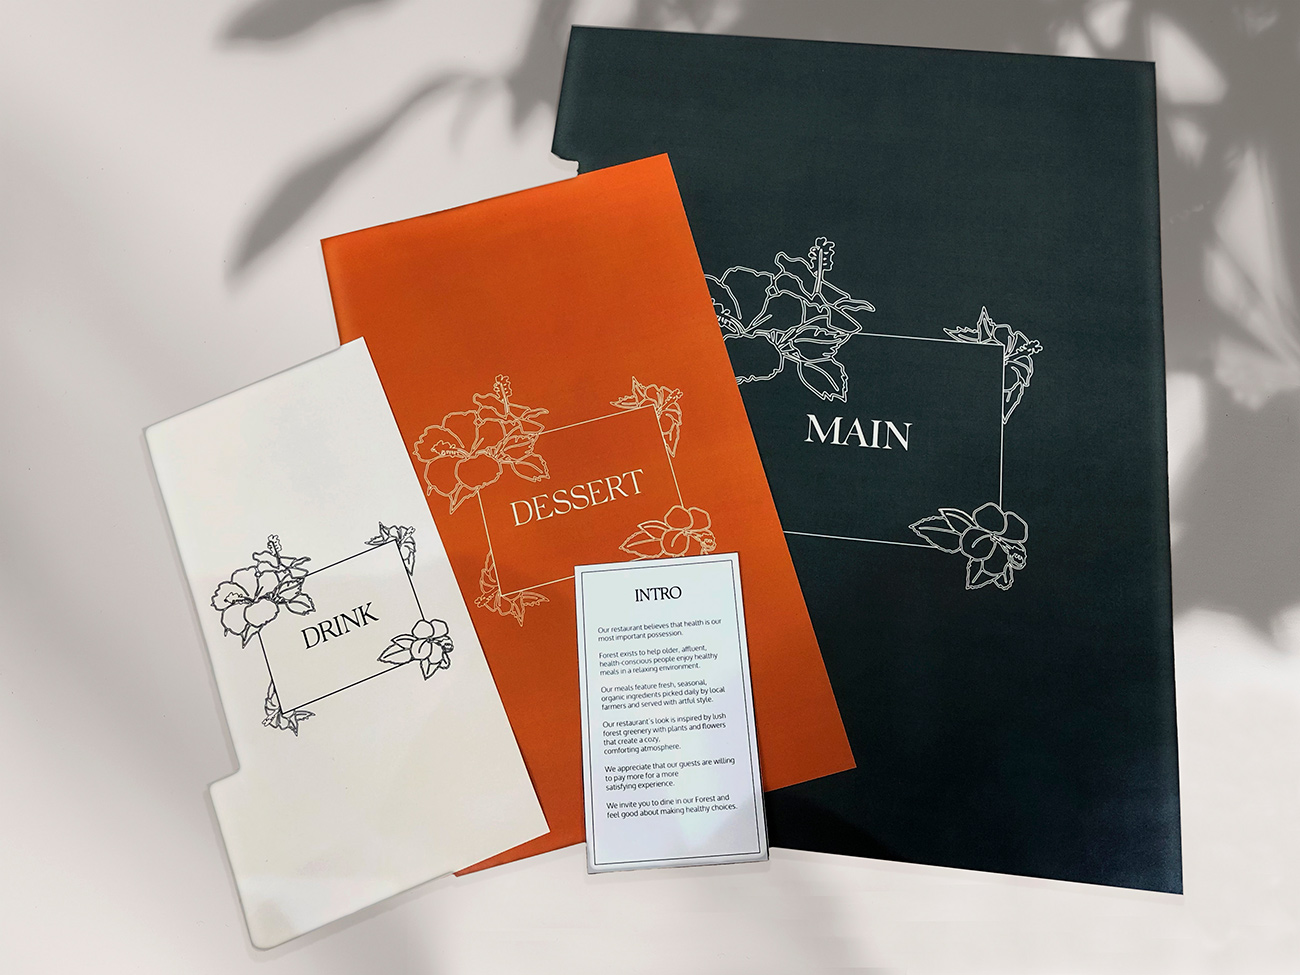 MAIN
DESSERT
DRINK
INTRO
Our restaurant believes that health is our
most important possession.
Forest exists to help older, affluent,
health-conscious people enjoy healthy
meals in a relaxing environment.
Our meals feature fresh, seasonal,
organic ingredients picked daily by local
farmers and served with artful style.
Our restaurant's look is inspired by lush
forest greenery with plants and flowers
that create a cozy,
comforting atmosphere.
We appreciate that our guests are willing
to pay more for a more
satisfying experience.
We invite you to dine in our Forest and
feel good about making healthy choices.